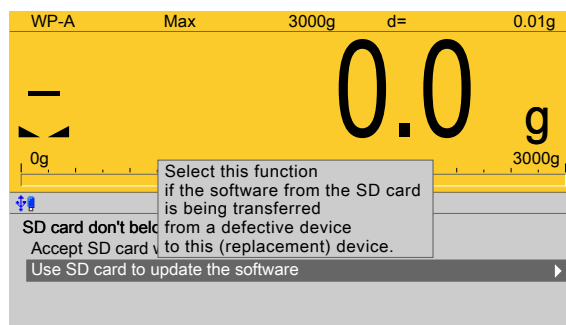 WP-A Max 3000g d= 0.01g
– 0.0 g
0g 3000g
Select this function
if the software from the SD card
is being transferred
from a defective device
to this (replacement) device.
SD card don't
Accept SD card
Use SD card to update the software